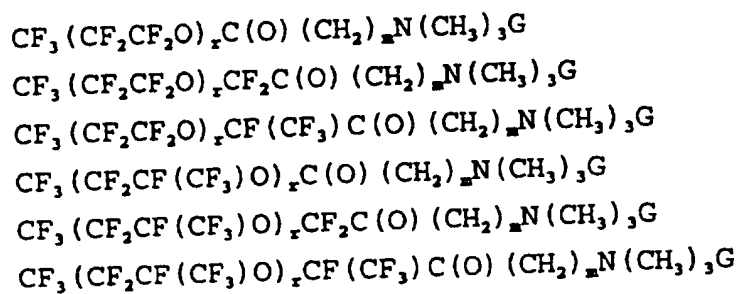 CF₃(CF₂CF₂O)ᵣC(O) (CH₂)ₘN(CH₃)₃G
CF₃(CF₂CF₂O)ᵣCF₂C(O) (CH₂)ₘN(CH₃)₃G
CF₃(CF₂CF₂O)ᵣCF(CF₃)C(O) (CH₂)ₘN(CH₃)₃G
CF₃(CF₂CF(CF₃)O)ᵣC(O) (CH₂)ₘN(CH₃)₃G
CF₃(CF₂CF(CF₃)O)ᵣCF₂C(O) (CH₂)ₘN(CH₃)₃G
CF₃(CF₂CF(CF₃)O)ᵣCF(CF₃)C(O) (CH₂)ₘN(CH₃)₃G